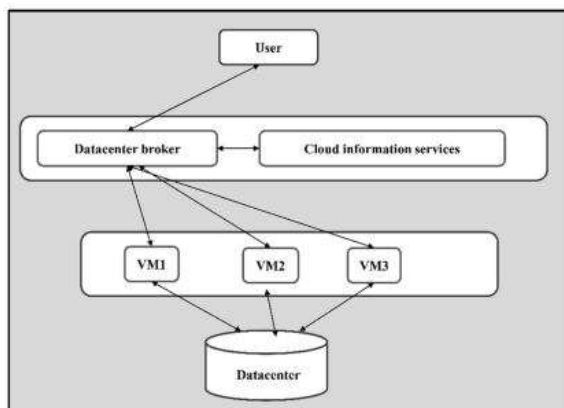 User
Datacenter broker
Cloud information services
VM1
VM2
VM3
Datacenter